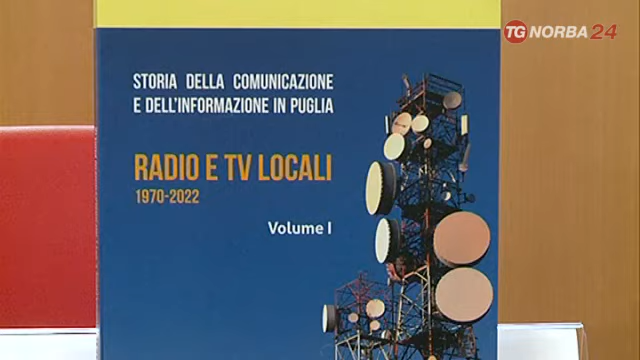 TG NORBA 24
STORIA DELLA COMUNICAZIONE
E DELL'INFORMAZIONE IN PUGLIA
RADIO E TV LOCALI
1970-2022
Volume I